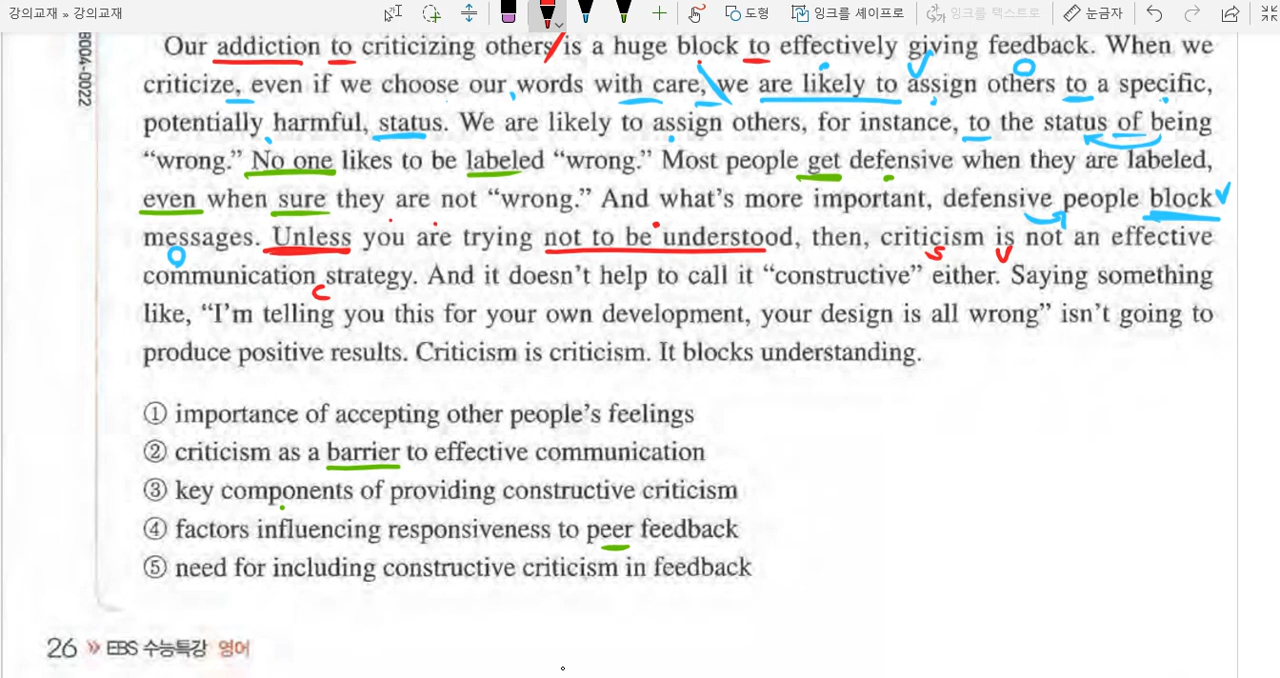 강의교재 » 강의교재
도형
잉크를 셰이프로
잉크를 텍스트로
눈금자
B004-0022
Our addiction to criticizing others is a huge block to effectively giving feedback. When we
criticize, even if we choose our words with care, we are likely to assign others to a specific,
potentially harmful, status. We are likely to assign others, for instance, to the status of being
“wrong.” No one likes to be labeled “wrong.” Most people get defensive when they are labeled,
even when sure they are not “wrong.” And what’s more important, defensive people block
messages. Unless you are trying not to be understood, then, criticism is not an effective
communication strategy. And it doesn’t help to call it “constructive” either. Saying something
like, “I’m telling you this for your own development, your design is all wrong” isn’t going to
produce positive results. Criticism is criticism. It blocks understanding.
① importance of accepting other people’s feelings
② criticism as a barrier to effective communication
③ key components of providing constructive criticism
④ factors influencing responsiveness to peer feedback
⑤ need for including constructive criticism in feedback
26 » EBS 수능특강 영어